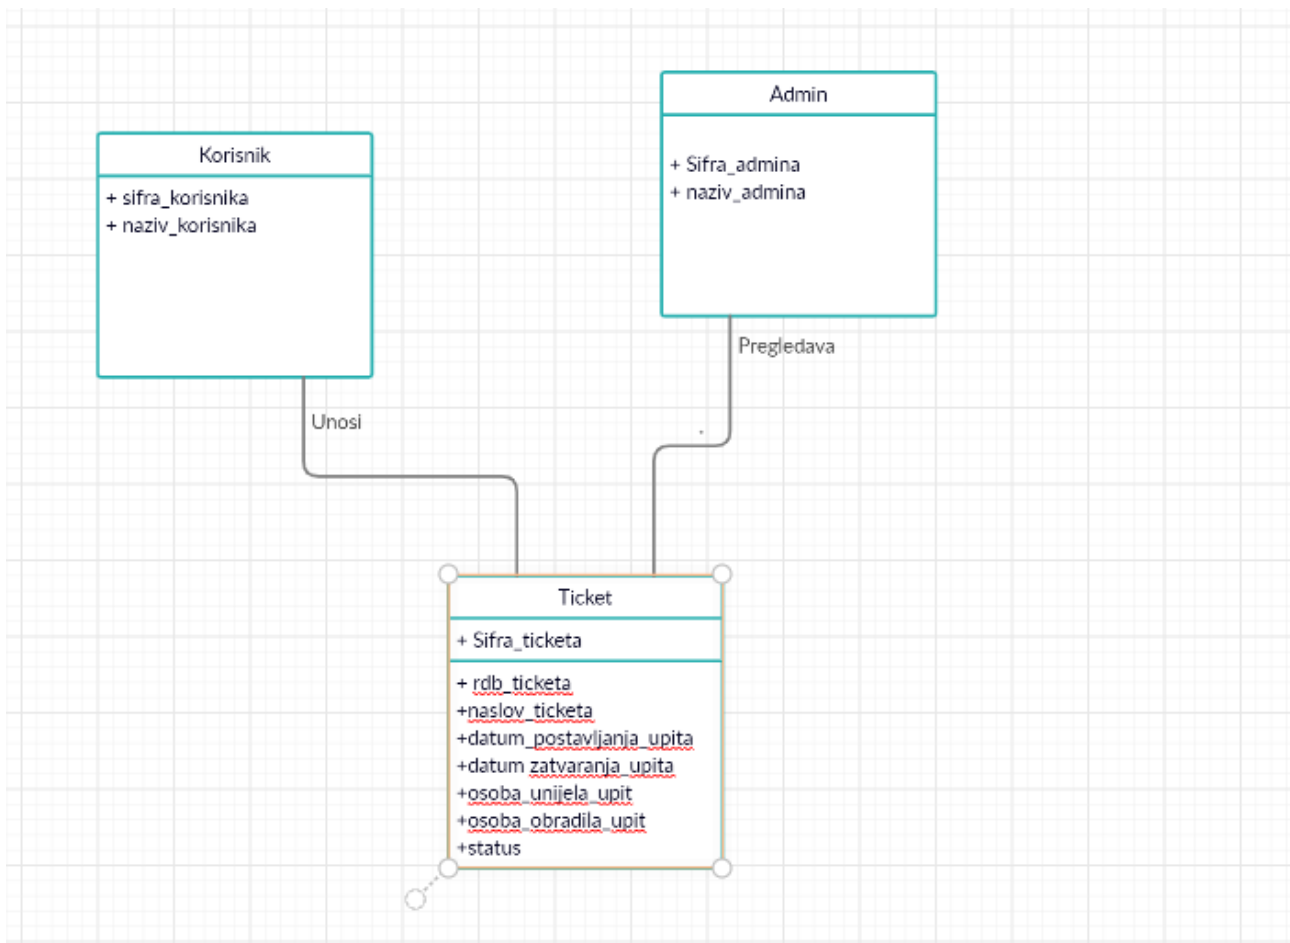 Korisnik
+ sifra_korisnika
+ naziv_korisnika
Unosi
Admin
+ Sifra_admina
+ naziv_admina
Pregledava
Ticket
+ Sifra_ticketa
+ rdb_ticketa
+naslov_ticketa
+datum_postavljanja_upita
+datum zatvaranja_upita
+osoba_unijela_upit
+osoba_obradila_upit
+status